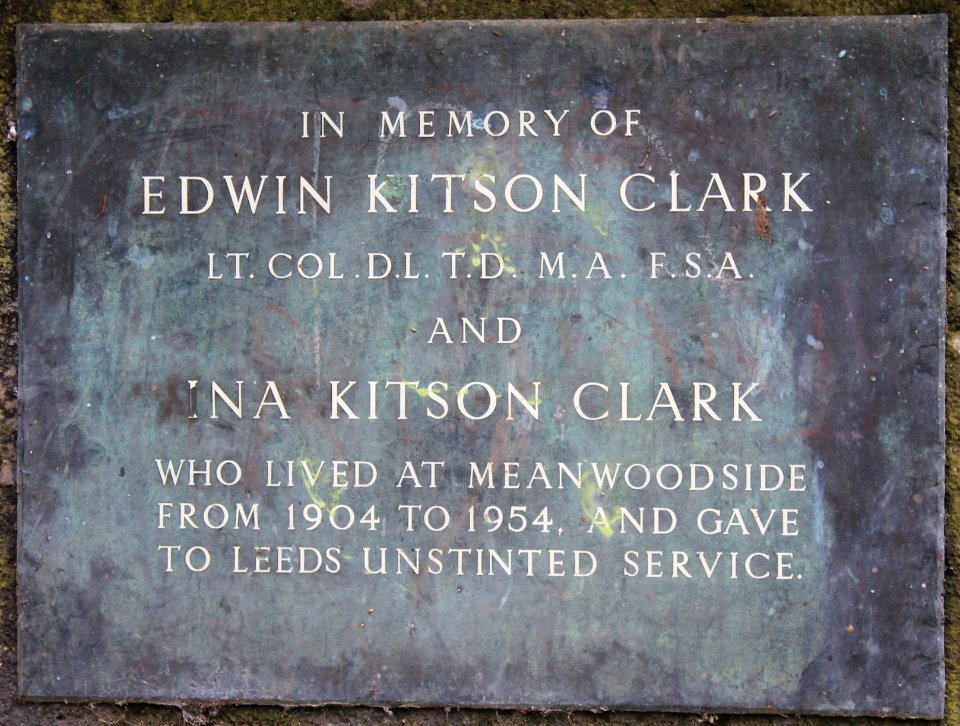 IN MEMORY OF
EDWIN KITSON CLARK
LT. COL. D.L. T.D. M.A. F.S.A.
AND
INA KITSON CLARK
WHO LIVED AT MEANWOODSIDE
FROM 1904 TO 1954, AND GAVE
TO LEEDS UNSTINTED SERVICE.